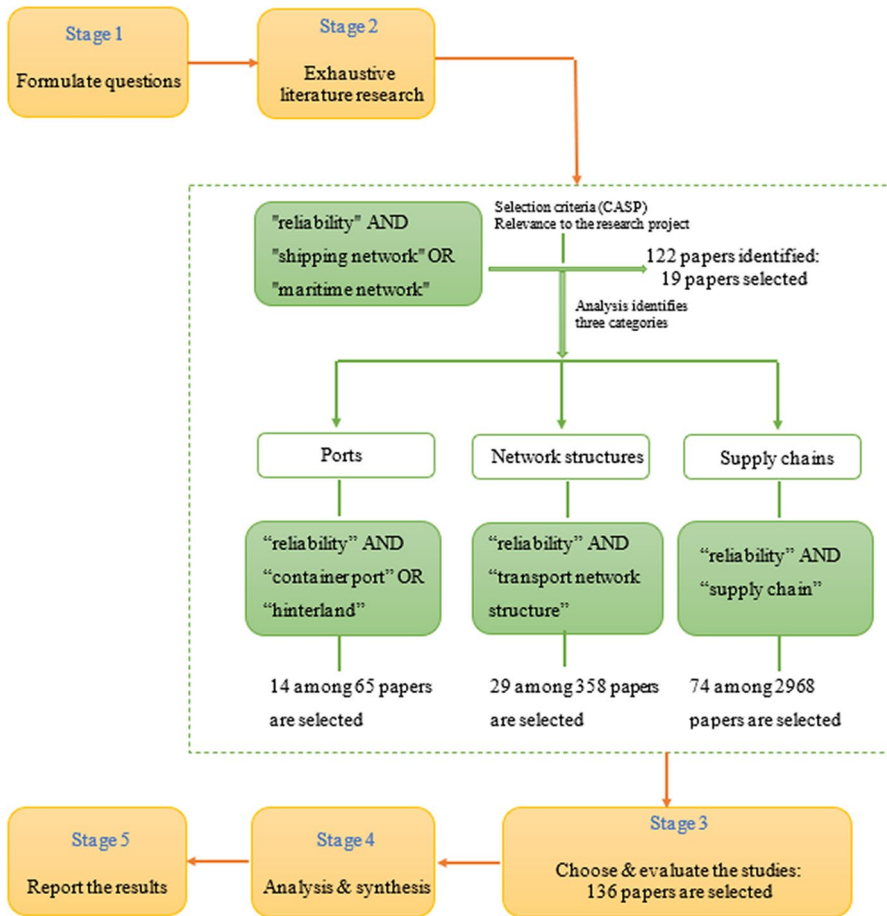 Stage 1
Formulate questions
Stage 2
Exhaustive
literature research
"reliability" AND
"shipping network" OR
"maritime network"
Selection criteria (CASP)
Relevance to the research project
122 papers identified:
19 papers selected
Analysis identifies
three categories
Ports
Network structures
Supply chains
“reliability” AND
“container port” OR
“hinterland”
“reliability” AND
“transport network
structure”
“reliability” AND
“supply chain”
14 among 65 papers
are selected
29 among 358 papers
are selected
74 among 2968
papers are selected
Stage 5
Report the results
Stage 4
Analysis & synthesis
Stage 3
Choose & evaluate the studies:
136 papers are selected